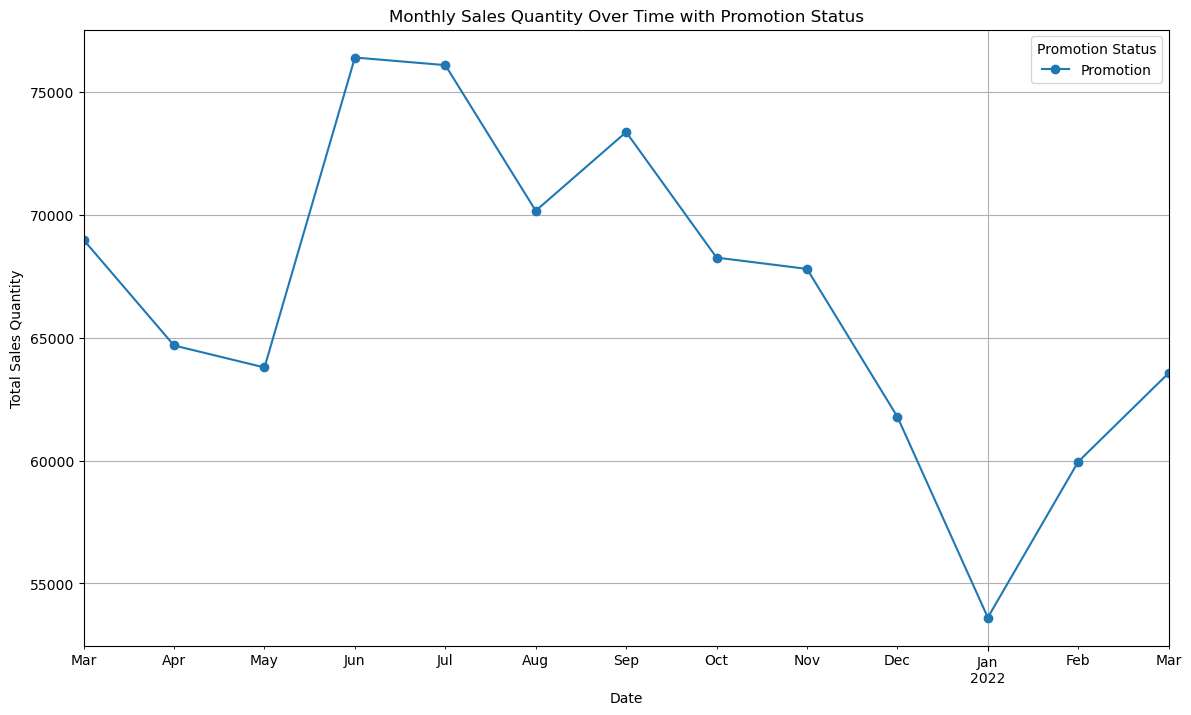 Monthly Sales Quantity Over Time with Promotion Status
Promotion Status
Promotion
75000
70000
65000
60000
55000
Total Sales Quantity
Mar Apr May Jun Jul Aug Sep Oct Nov Dec Jan Feb Mar
2022
Date